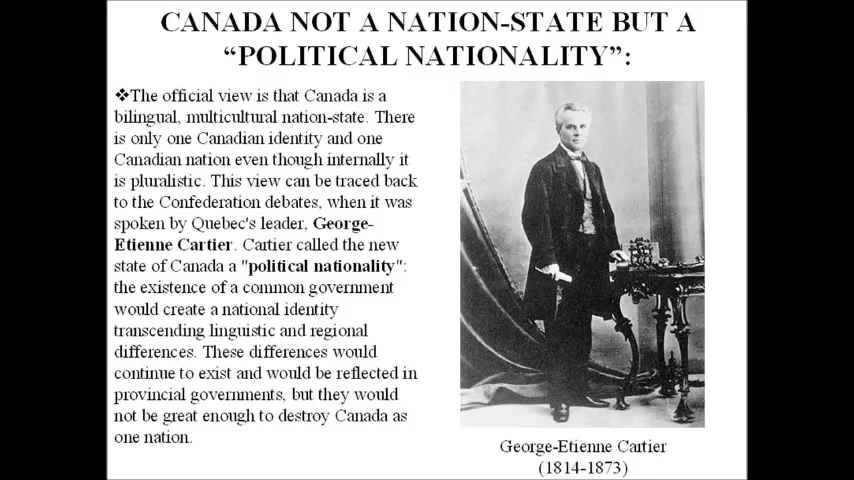 CANADA NOT A NATION-STATE BUT A
“POLITICAL NATIONALITY”:
❖The official view is that Canada is a
bilingual, multicultural nation-state. There
is only one Canadian identity and one
Canadian nation even though internally it
is pluralistic. This view can be traced back
to the Confederation debates, when it was
spoken by Quebec's leader, George-
Etienne Cartier. Cartier called the new
state of Canada a "political nationality":
the existence of a common government
would create a national identity
transcending linguistic and regional
differences. These differences would
continue to exist and would be reflected in
provincial governments, but they would
not be great enough to destroy Canada as
one nation.
George-Etienne Cartier
(1814-1873)